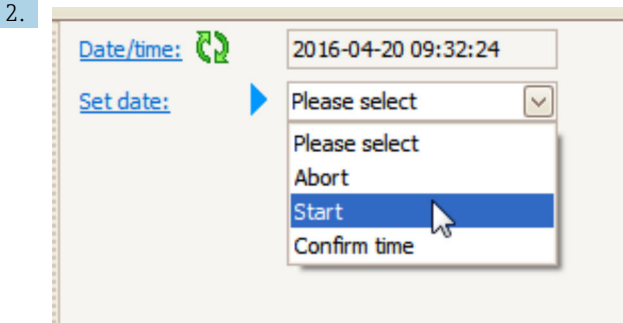 2.
Date/time: 2016-04-20 09:32:24
Set date: Please select
Please select
Abort
Start
Confirm time